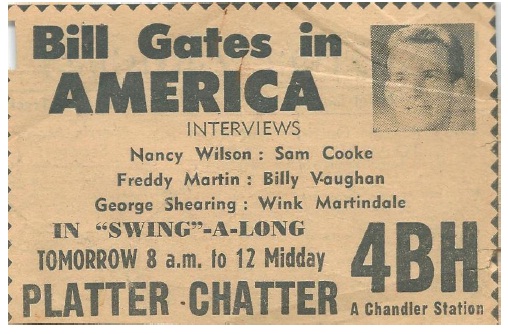 Bill Gates in
AMERICA
INTERVIEWS
Nancy Wilson : Sam Cooke
Freddy Martin : Billy Vaughan
George Shearing : Wink Martindale
IN "SWING"-A-LONG
TOMORROW 8 a.m. to 12 Midday
PLATTER CHATTER
4BH
A Chandler Station